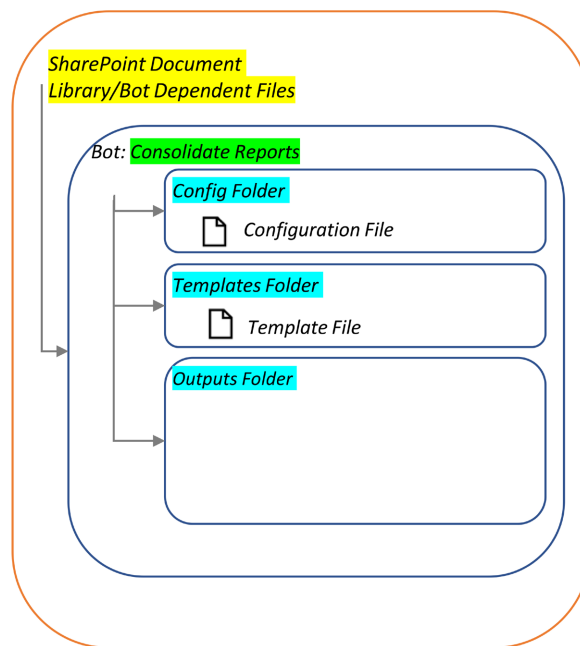 SharePoint Document
Library/Bot Dependent Files
Bot: Consolidate Reports
Config Folder
Configuration File
Templates Folder
Template File
Outputs Folder